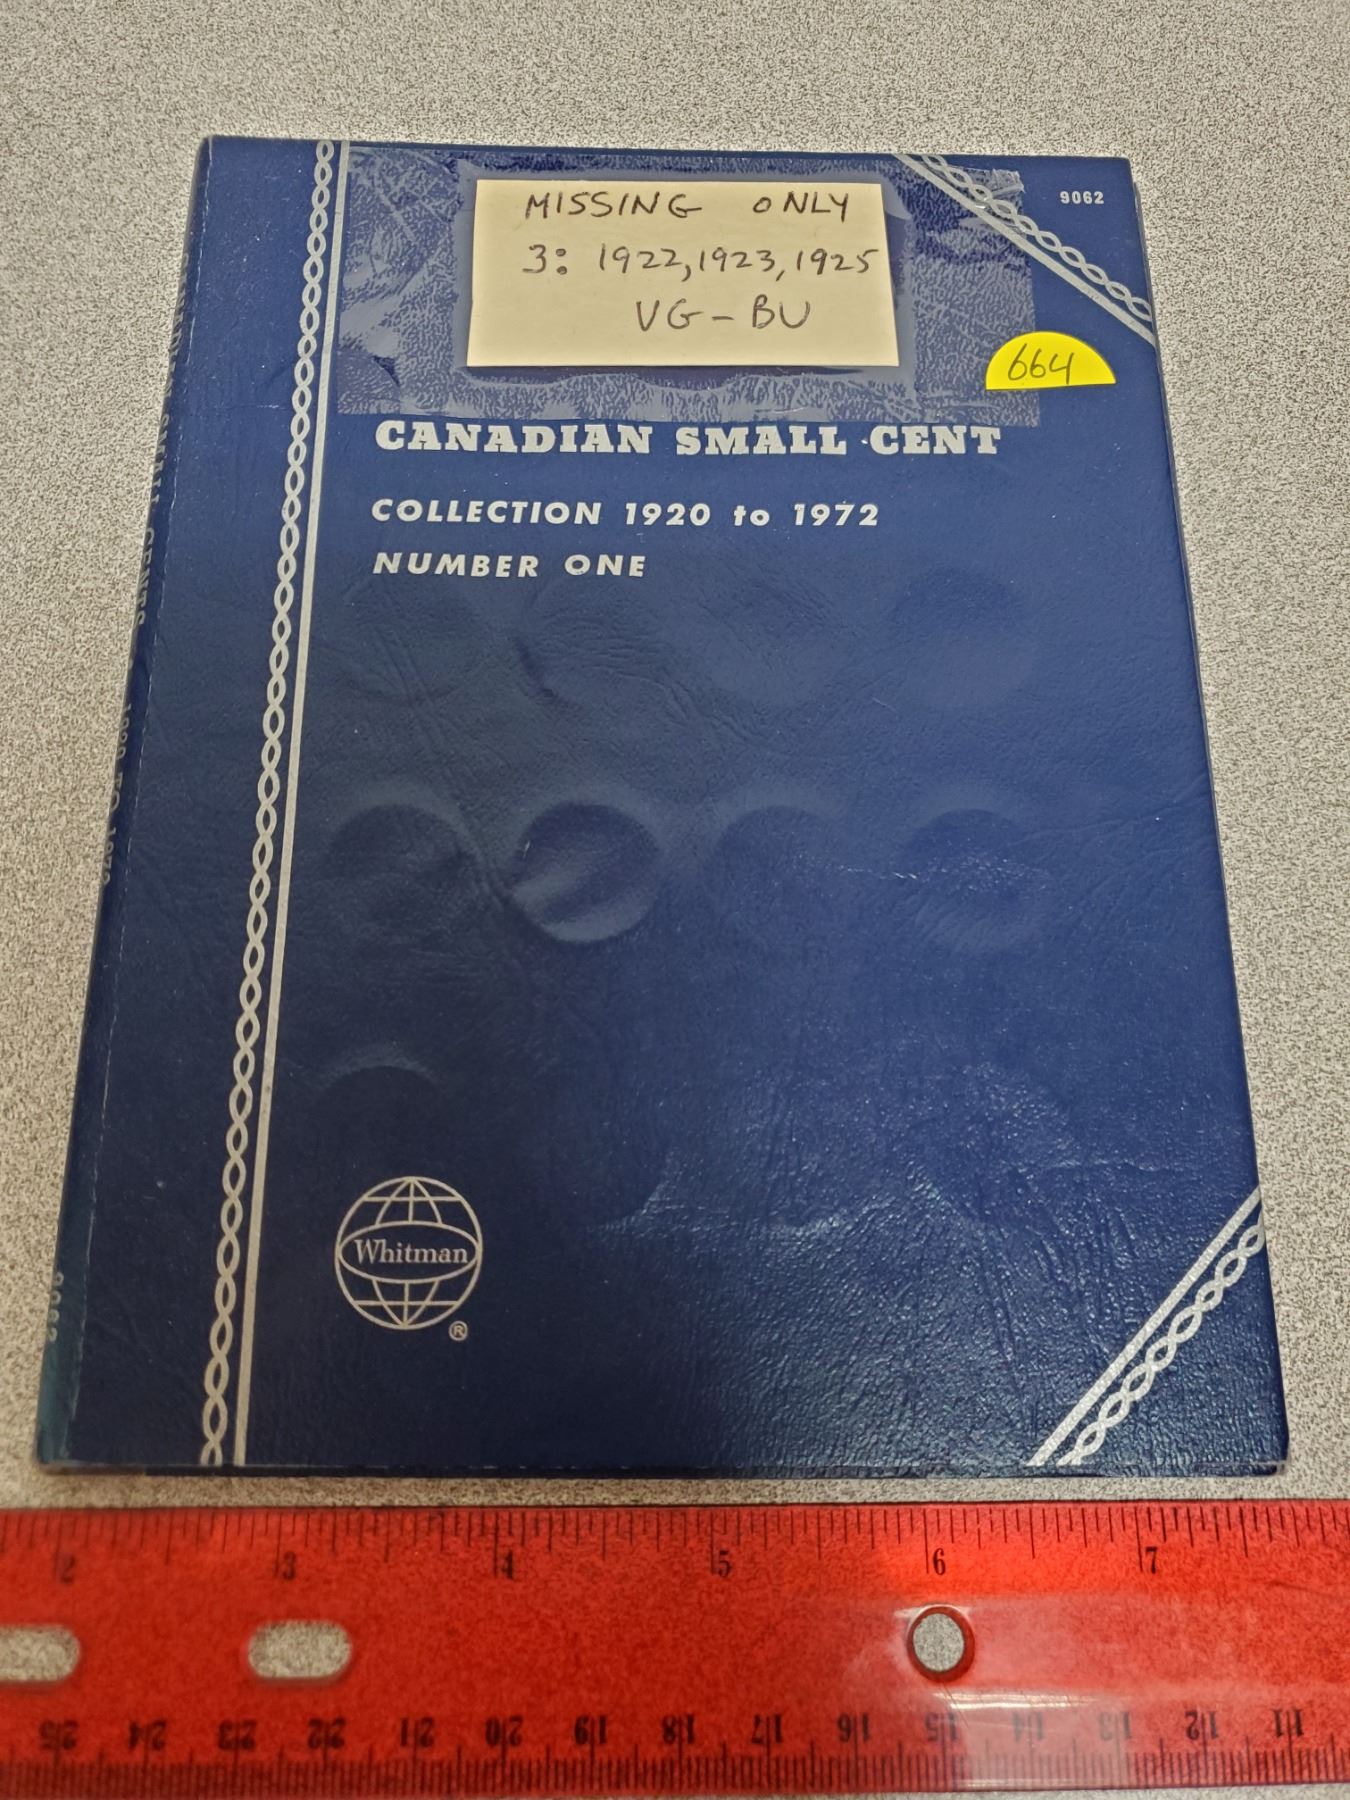 MISSING ONLY
3: 1922, 1923, 1925
VG - BU
9062
664
CANADIAN SMALL CENT
COLLECTION 1920 to 1972
NUMBER ONE
Whitman
®
2 3 4 5 6 7
25 24 23 22 21 20 19 18 17 16 15 14 13 12 11